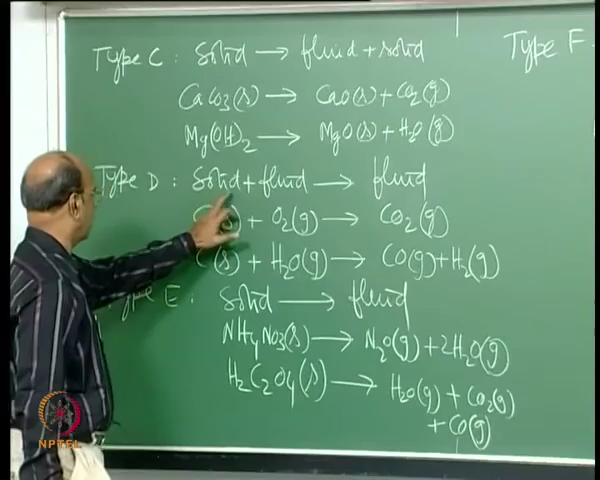 Type C : Solid → fluid + solid
Type F
CaCO3(s) → CaO(s) + CO2(g)
Mg(OH)2 → MgO(s) + H2O(g)
Type D : Solid + fluid → fluid
+ O2(g) → CO2(g)
C(s) + H2O(g) → CO(g) + H2(g)
Type E : Solid → fluid
NH4NO3(s) → N2O(g) + 2H2O(g)
H2C2O4(s) → H2O(g) + CO2(g)
+ CO(g)
NPTEL